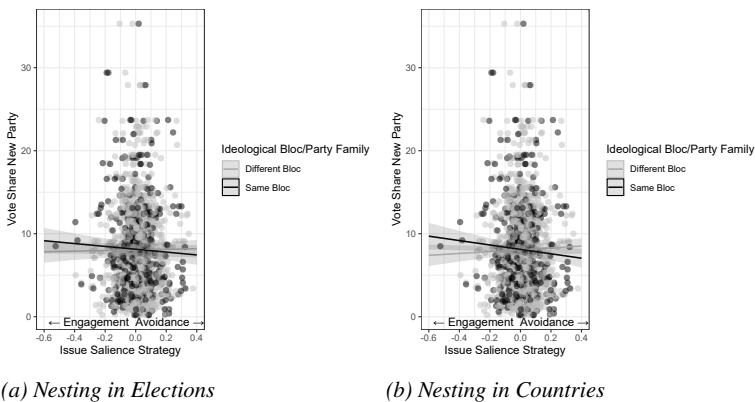 30
20
10
0
Vote Share New Party
← Engagement Avoidance →
-0.6 -0.4 -0.2 0.0 0.2 0.4
Issue Salience Strategy
Ideological Bloc/Party Family
Different Bloc
Same Bloc
(a) Nesting in Elections
30
20
10
0
Vote Share New Party
← Engagement Avoidance →
-0.6 -0.4 -0.2 0.0 0.2 0.4
Issue Salience Strategy
Ideological Bloc/Party Family
Different Bloc
Same Bloc
(b) Nesting in Countries